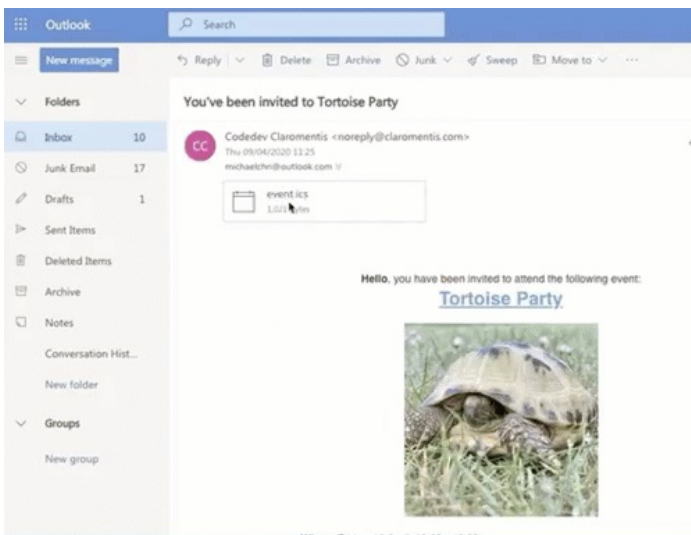 Outlook
Search
New message
Reply
Delete
Archive
Junk
Sweep
Move to
Folders
You've been invited to Tortoise Party
Inbox 10
Junk Email 17
Drafts 1
Sent Items
Deleted Items
Archive
Notes
Conversation Hist...
New folder
Groups
New group
CC
Codedev Claromentis <noreply@claromentis.com>
Thu 09/04/2020 11:25
michaelchn@outlook.com
event.ics
Hello, you have been invited to attend the following event:
Tortoise Party